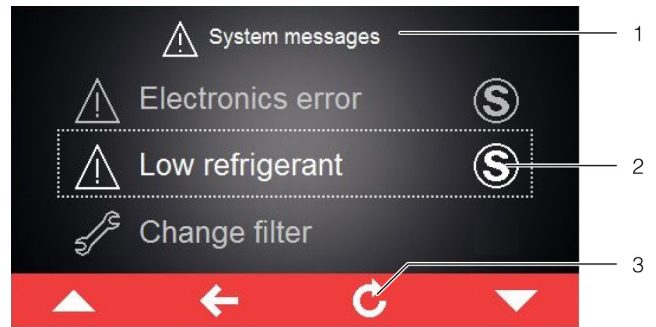 System messages
1
Electronics error
S
Low refrigerant
S
2
Change filter
3